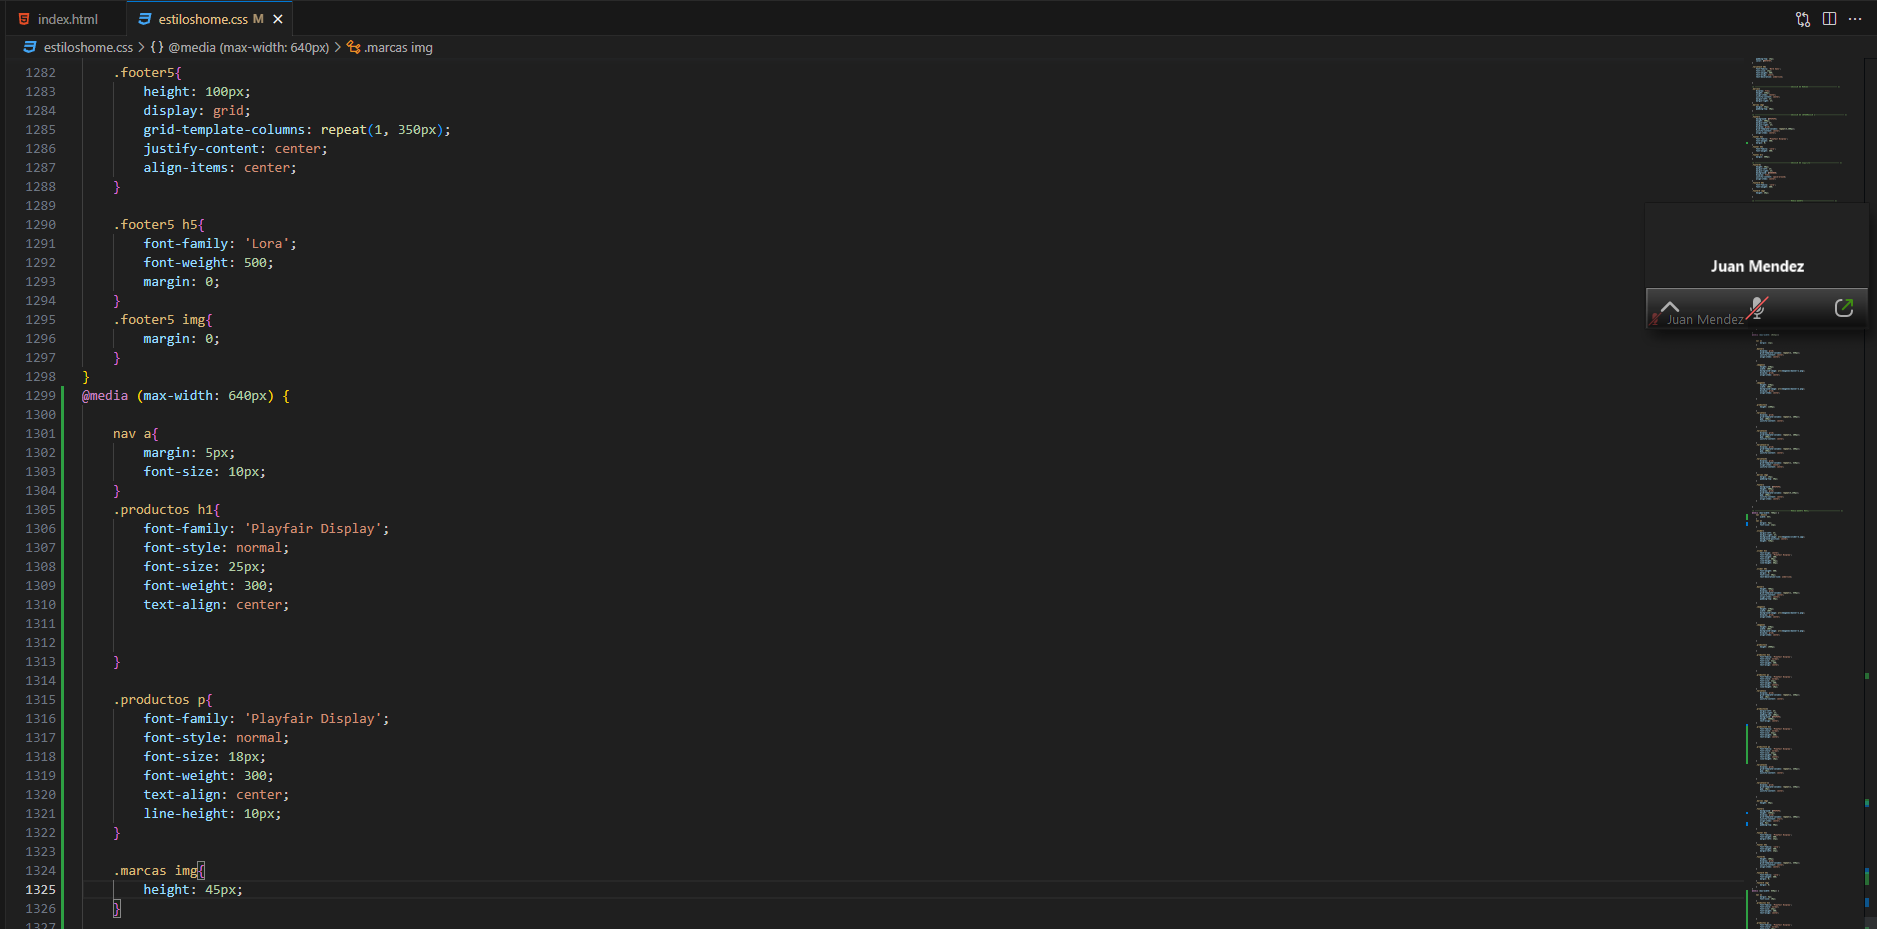 index.html
estiloshome.css M
estiloshome.css > {} @media (max-width: 640px) > .marcas img
1282 .footer5{
1283 height: 100px;
1284 display: grid;
1285 grid-template-columns: repeat(1, 350px);
1286 justify-content: center;
1287 align-items: center;
1288 }
1289
1290 .footer5 h5{
1291 font-family: 'Lora';
1292 font-weight: 500;
1293 margin: 0;
1294 }
1295 .footer5 img{
1296 margin: 0;
1297 }
1298 }
1299 @media (max-width: 640px) {
1300
1301 nav a{
1302 margin: 5px;
1303 font-size: 10px;
1304 }
1305 .productos h1{
1306 font-family: 'Playfair Display';
1307 font-style: normal;
1308 font-size: 25px;
1309 font-weight: 300;
1310 text-align: center;
1311
1312
1313 }
1314
1315 .productos p{
1316 font-family: 'Playfair Display';
1317 font-style: normal;
1318 font-size: 18px;
1319 font-weight: 300;
1320 text-align: center;
1321 line-height: 10px;
1322 }
1323
1324 .marcas img{
1325 height: 45px;
1326 }
1327
Juan Mendez
Juan Mendez